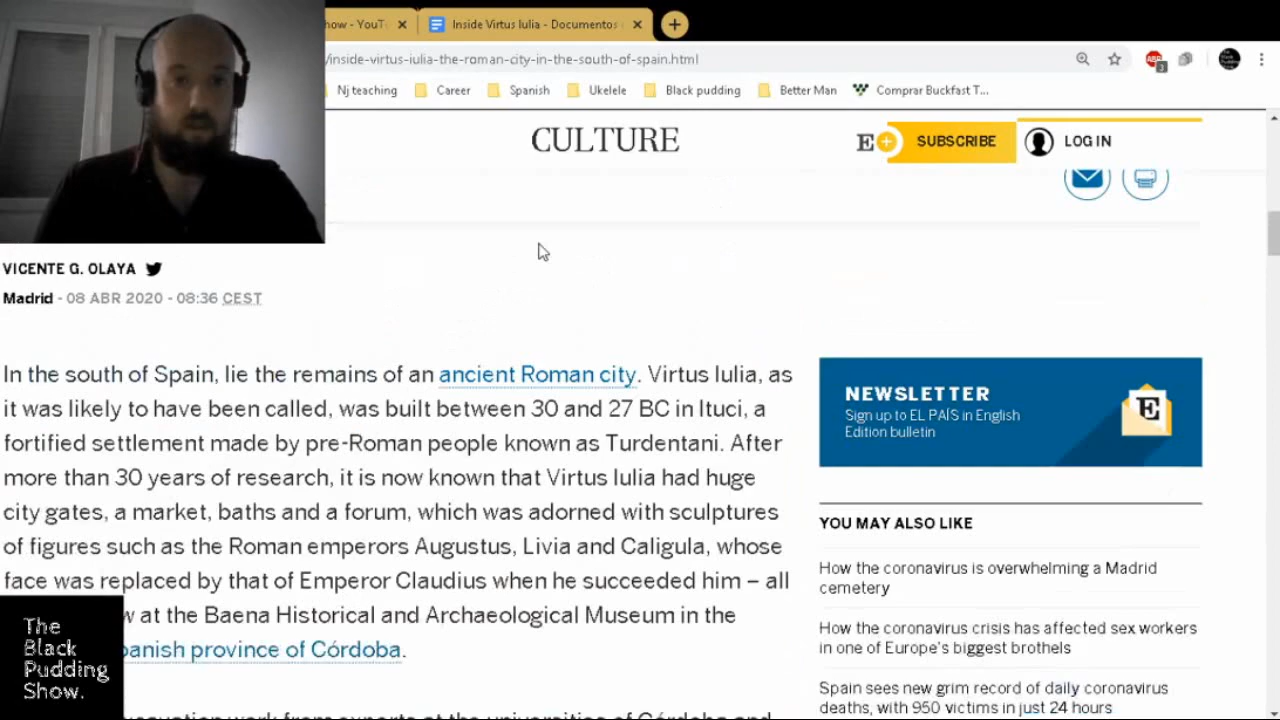 how - YouT
Inside Virtus Iulia - Documentos
/inside-virtus-iulia-the-roman-city-in-the-south-of-spain.html
3
Nj teaching
Career
Spanish
Ukelele
Black pudding
Better Man
Comprar Buckfast T...
CULTURE
E+
SUBSCRIBE
LOG IN
VICENTE G. OLAYA
Madrid - 08 ABR 2020 - 08:36 CEST
In the south of Spain, lie the remains of an ancient Roman city. Virtus Iulia, as
it was likely to have been called, was built between 30 and 27 BC in Ituci, a
fortified settlement made by pre-Roman people known as Turdentani. After
more than 30 years of research, it is now known that Virtus Iulia had huge
city gates, a market, baths and a forum, which was adorned with sculptures
of figures such as the Roman emperors Augustus, Livia and Caligula, whose
face was replaced by that of Emperor Claudius when he succeeded him – all
w at the Baena Historical and Archaeological Museum in the
panish province of Córdoba.
work from experts at the universities of Córdoba and
NEWSLETTER
Sign up to EL PAÍS in English
Edition bulletin
E
YOU MAY ALSO LIKE
How the coronavirus is overwhelming a Madrid
cemetery
How the coronavirus crisis has affected sex workers
in one of Europe's biggest brothels
Spain sees new grim record of daily coronavirus
deaths, with 950 victims in just 24 hours
The
Black
Pudding
Show.